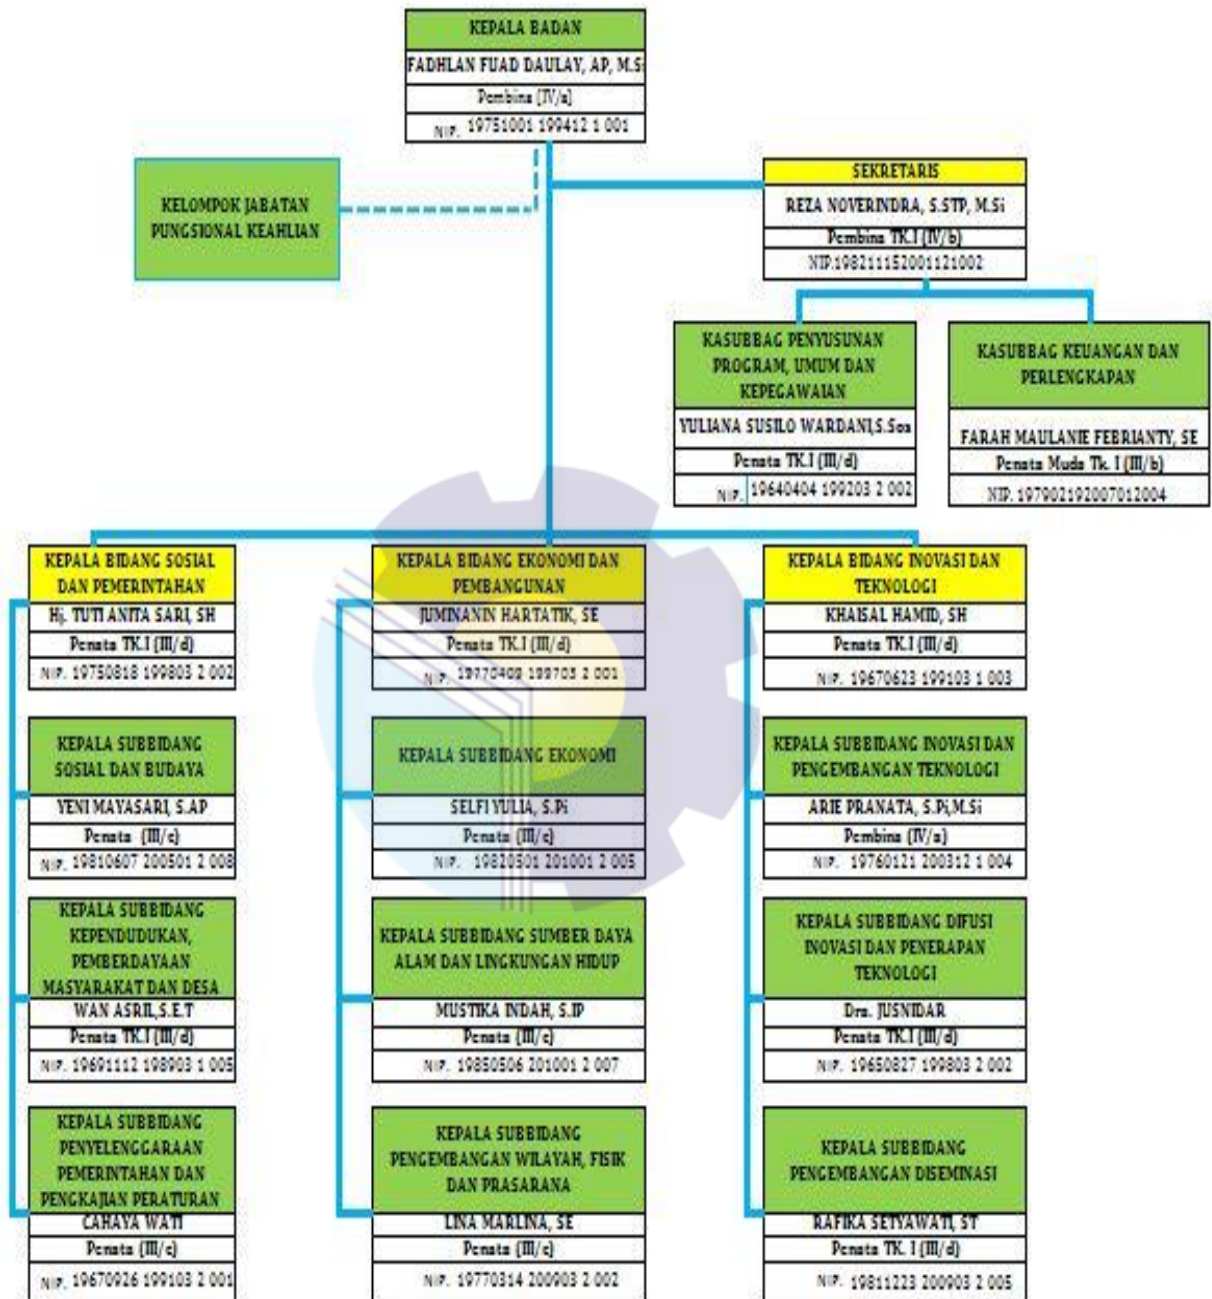 KEPALA BADAN
FADHLAN FUAD DAULAY, AP, M.Si
Pembina (IV/a)
NIP. 19751001 199412 1 001
KELOMPOK JABATAN
PUNGSIONAL KEAHLIAN
SEKRETARIS
REZA NOVERINDRA, S.STP, M.Si
Pembina TK.I (IV/b)
NIP.198211152001121002
KASUBBAG PENYUSUNAN
PROGRAM, UMUM DAN
KEPEGAWAIAN
YULIANA SUSILO WARDANI,S.Sos
Penata TK.I (III/d)
NIP. 19640404 199203 2 002
KASUBBAG KEUANGAN DAN
PERLENGKAPAN
FARAH MAULANIE FEBRIANTY, SE
Penata Muda Tk. I (III/b)
NIP. 197902192007012004
KEPALA BIDANG SOSIAL
DAN PEMERINTAHAN
Hj. TUTI ANITA SARI, SH
Penata TK.I (III/d)
NIP. 19750818 199803 2 002
KEPALA SUBBIDANG
SOSIAL DAN BUDAYA
YENI MAYASARI, S.AP
Penata (III/c)
NIP. 19810607 200501 2 008
KEPALA SUBBIDANG
KEPENDUDUKAN,
PEMBERDAYAAN
MASYARAKAT DAN DESA
WAN ASRIL,S.E.T
Penata TK.I (III/d)
NIP. 19691112 198903 1 005
KEPALA SUBBIDANG
PENYELENGGARAAN
PEMERINTAHAN DAN
PENGKAJIAN PERATURAN
CAHAYA WATI
Penata (III/c)
NIP. 19670926 199103 2 001
KEPALA BIDANG EKONOMI DAN
PEMBANGUNAN
JUMINANIN HARTATIK, SE
Penata TK.I (III/d)
NIP. 19770409 199703 2 001
KEPALA SUBBIDANG EKONOMI
SELFI YULIA, S.Pi
Penata (III/c)
NIP. 19820501 201001 2 005
KEPALA SUBBIDANG SUMBER DAYA
ALAM DAN LINGKUNGAN HIDUP
MUSTIKA INDAH, S.IP
Penata (III/c)
NIP. 19850506 201001 2 007
KEPALA SUBBIDANG
PENGEMBANGAN WILAYAH, FISIK
DAN PRASARANA
LINA MARLINA, SE
Penata (III/c)
NIP. 19770314 200903 2 002
KEPALA BIDANG INOVASI DAN
TEKNOLOGI
KHAISAL HAMID, SH
Penata TK.I (III/d)
NIP. 19670623 199103 1 003
KEPALA SUBBIDANG INOVASI DAN
PENGEMBANGAN TEKNOLOGI
ARIE PRANATA, S.Pi,M.Si
Pembina (IV/a)
NIP. 19760121 200312 1 004
KEPALA SUBBIDANG DIFUSI
INOVASI DAN PENERAPAN
TEKNOLOGI
Dra. JUSNIDAR
Penata TK.I (III/d)
NIP. 19650827 199803 2 002
KEPALA SUBBIDANG
PENGEMBANGAN DISEMINASI
RAFIKA SETYAWATI, ST
Penata TK. I (III/d)
NIP. 19811223 200903 2 005